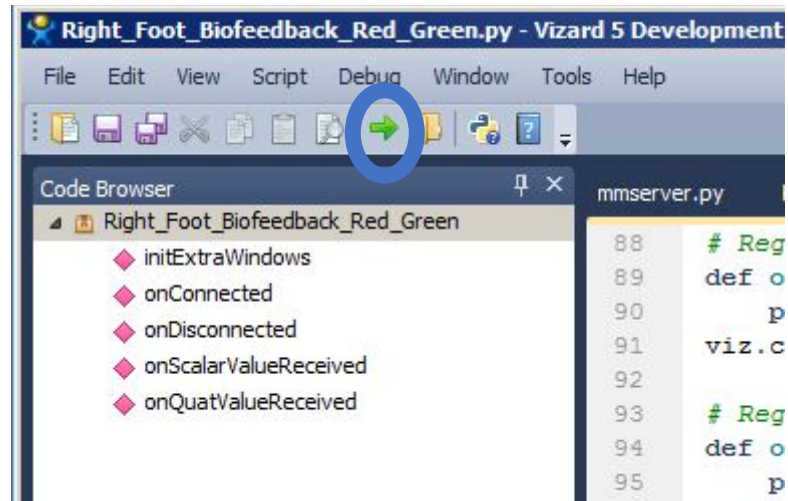 Right_Foot_Biofeedback_Red_Green.py - Vizard 5 Development
File Edit View Script Debug Window Tools Help
Code Browser
mmserver.py
Right_Foot_Biofeedback_Red_Green
initExtraWindows
onConnected
onDisconnected
onScalarValueReceived
onQuatValueReceived
88 # Reg
89 def o
90 p
91 viz.c
92
93 # Reg
94 def o
95 p